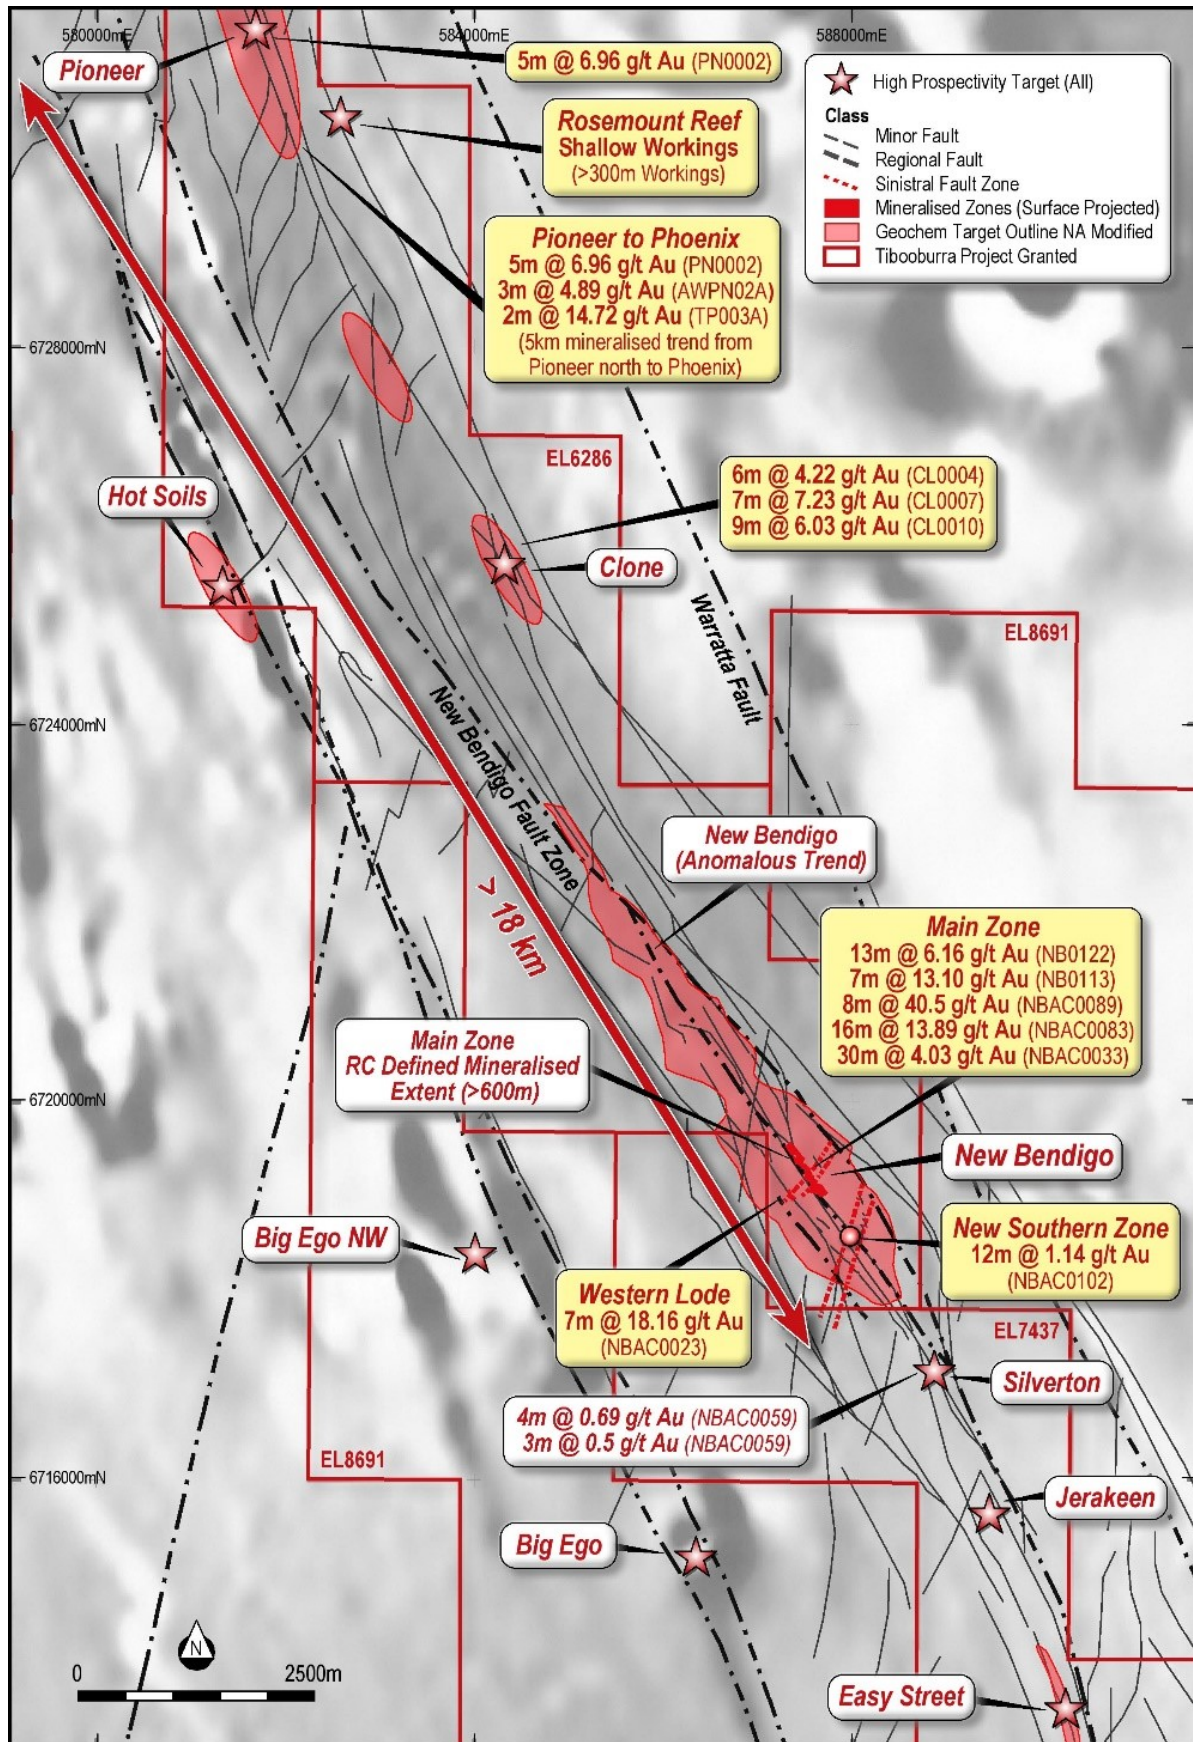 580000mE
584000mE
588000mE
Pioneer
5m @ 6.96 g/t Au (PN0002)
High Prospectivity Target (All)
Class
Minor Fault
Regional Fault
Sinistral Fault Zone
Mineralised Zones (Surface Projected)
Geochem Target Outline NA Modified
Tibooburra Project Granted
Rosemount Reef
Shallow Workings
(>300m Workings)
Pioneer to Phoenix
5m @ 6.96 g/t Au (PN0002)
3m @ 4.89 g/t Au (AWPN02A)
2m @ 14.72 g/t Au (TP003A)
(5km mineralised trend from
Pioneer north to Phoenix)
6728000mN
EL6286
Hot Soils
6m @ 4.22 g/t Au (CL0004)
7m @ 7.23 g/t Au (CL0007)
9m @ 6.03 g/t Au (CL0010)
Clone
Warratta Fault
EL8691
6724000mN
New Bendigo Fault Zone
New Bendigo
(Anomalous Trend)
> 18 km
Main Zone
13m @ 6.16 g/t Au (NB0122)
7m @ 13.10 g/t Au (NB0113)
8m @ 40.5 g/t Au (NBAC0089)
16m @ 13.89 g/t Au (NBAC0083)
30m @ 4.03 g/t Au (NBAC0033)
Main Zone
RC Defined Mineralised
Extent (>600m)
6720000mN
New Bendigo
Big Ego NW
New Southern Zone
12m @ 1.14 g/t Au
(NBAC0102)
Western Lode
7m @ 18.16 g/t Au
(NBAC0023)
EL7437
Silverton
4m @ 0.69 g/t Au (NBAC0059)
3m @ 0.5 g/t Au (NBAC0059)
EL8691
6716000mN
Jerakeen
Big Ego
N
0
2500m
Easy Street